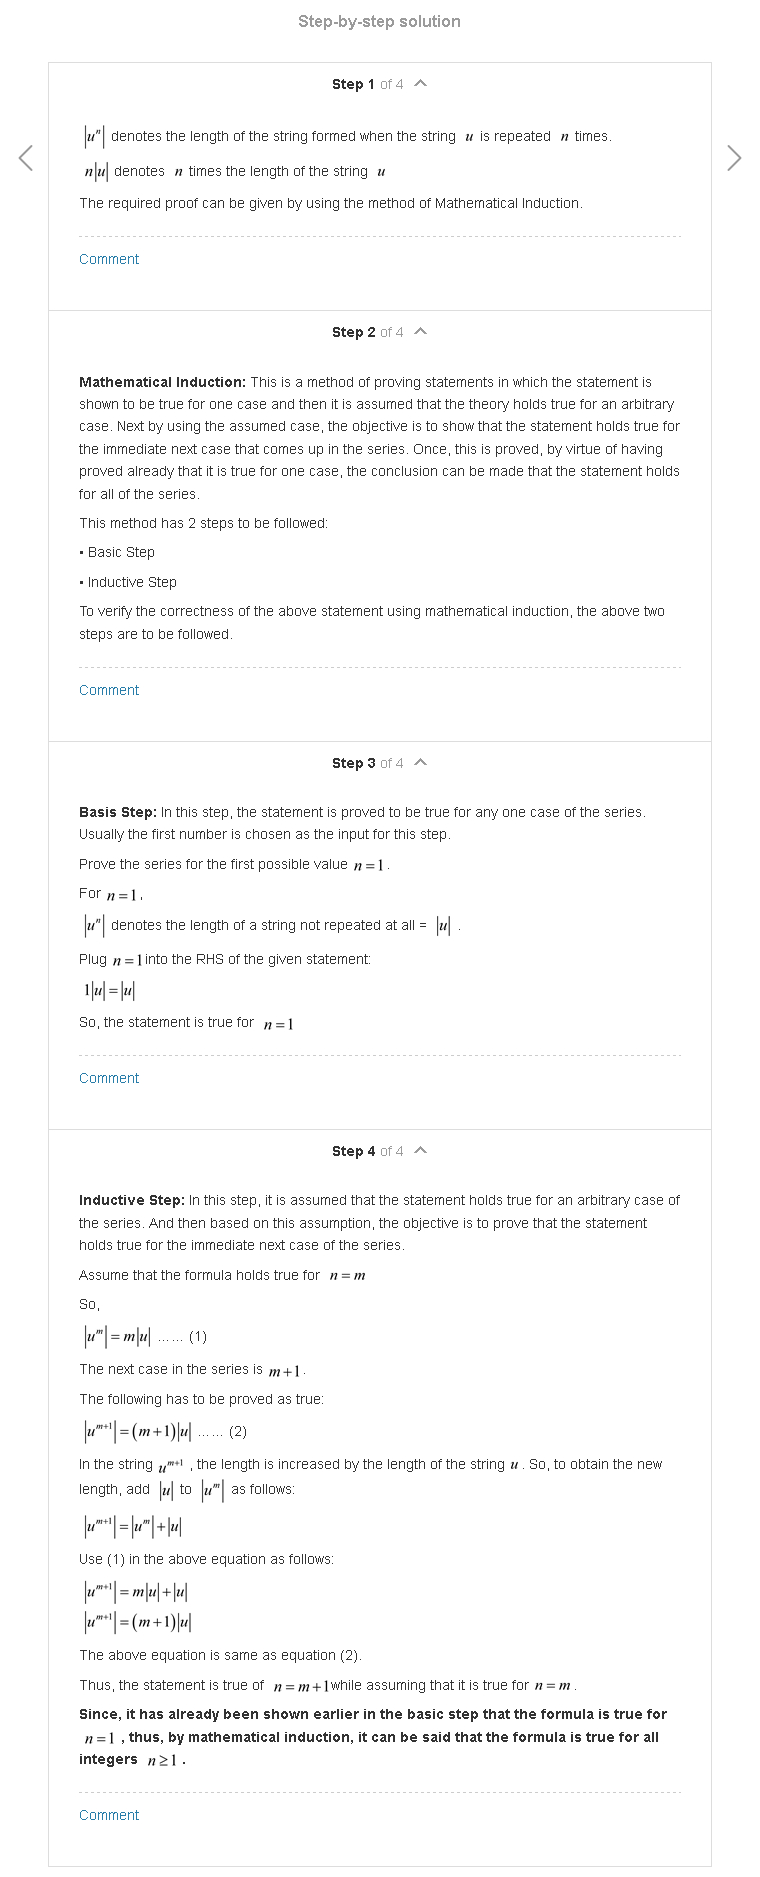 Step-by-step solution
Step 1 of 4
|uⁿ| denotes the length of the string formed when the string u is repeated n times.
n|u| denotes n times the length of the string u
The required proof can be given by using the method of Mathematical Induction.
Comment
Step 2 of 4
Mathematical Induction: This is a method of proving statements in which the statement is
shown to be true for one case and then it is assumed that the theory holds true for an arbitrary
case. Next by using the assumed case, the objective is to show that the statement holds true for
the immediate next case that comes up in the series. Once, this is proved, by virtue of having
proved already that it is true for one case, the conclusion can be made that the statement holds
for all of the series.
This method has 2 steps to be followed:
• Basic Step
• Inductive Step
To verify the correctness of the above statement using mathematical induction, the above two
steps are to be followed.
Comment
Step 3 of 4
Basis Step: In this step, the statement is proved to be true for any one case of the series.
Usually the first number is chosen as the input for this step.
Prove the series for the first possible value n=1.
For n=1,
|uⁿ| denotes the length of a string not repeated at all = |u| .
Plug n=1 into the RHS of the given statement:
1|u|=|u|
So, the statement is true for n=1
Comment
Step 4 of 4
Inductive Step: In this step, it is assumed that the statement holds true for an arbitrary case of
the series. And then based on this assumption, the objective is to prove that the statement
holds true for the immediate next case of the series.
Assume that the formula holds true for n=m
So,
|uᵐ|=m|u| …… (1)
The next case in the series is m+1.
The following has to be proved as true:
|uᵐ⁺¹|=(m+1)|u| …… (2)
In the string uᵐ⁺¹ , the length is increased by the length of the string u . So, to obtain the new
length, add |u| to |uᵐ| as follows:
|uᵐ⁺¹|=|uᵐ|+|u|
Use (1) in the above equation as follows:
|uᵐ⁺¹|=m|u|+|u|
|uᵐ⁺¹|=(m+1)|u|
The above equation is same as equation (2).
Thus, the statement is true of n=m+1 while assuming that it is true for n=m .
Since, it has already been shown earlier in the basic step that the formula is true for
n=1 , thus, by mathematical induction, it can be said that the formula is true for all
integers n≥1 .
Comment